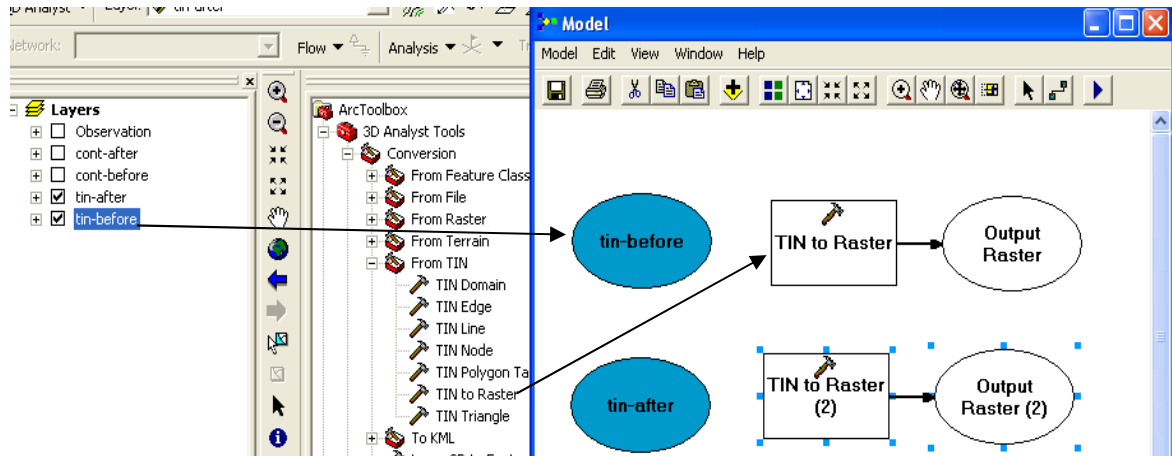 3D Analyst Layer: tin-after
Network:
Flow Analysis
Layers
Observation
cont-after
cont-before
tin-after
tin-before
ArcToolbox
3D Analyst Tools
Conversion
From Feature Class
From File
From Raster
From Terrain
From TIN
TIN Domain
TIN Edge
TIN Line
TIN Node
TIN Polygon Ta
TIN to Raster
TIN Triangle
To KML
Model
Model Edit View Window Help
tin-before
TIN to Raster
Output
Raster
tin-after
TIN to Raster
(2)
Output
Raster (2)